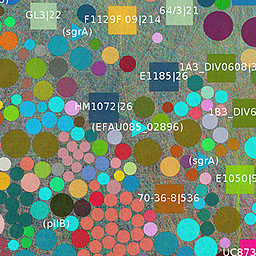 64/3|21
GL3|22
F1129F 09|214
(sgrA)
1A3_DIV0608|3
E1185|26
HM1072|26
1B3_DIV6
(EFAU085_02896)
(sgrA)
E1050|9
70-36-8|536
(pilB)
UC873